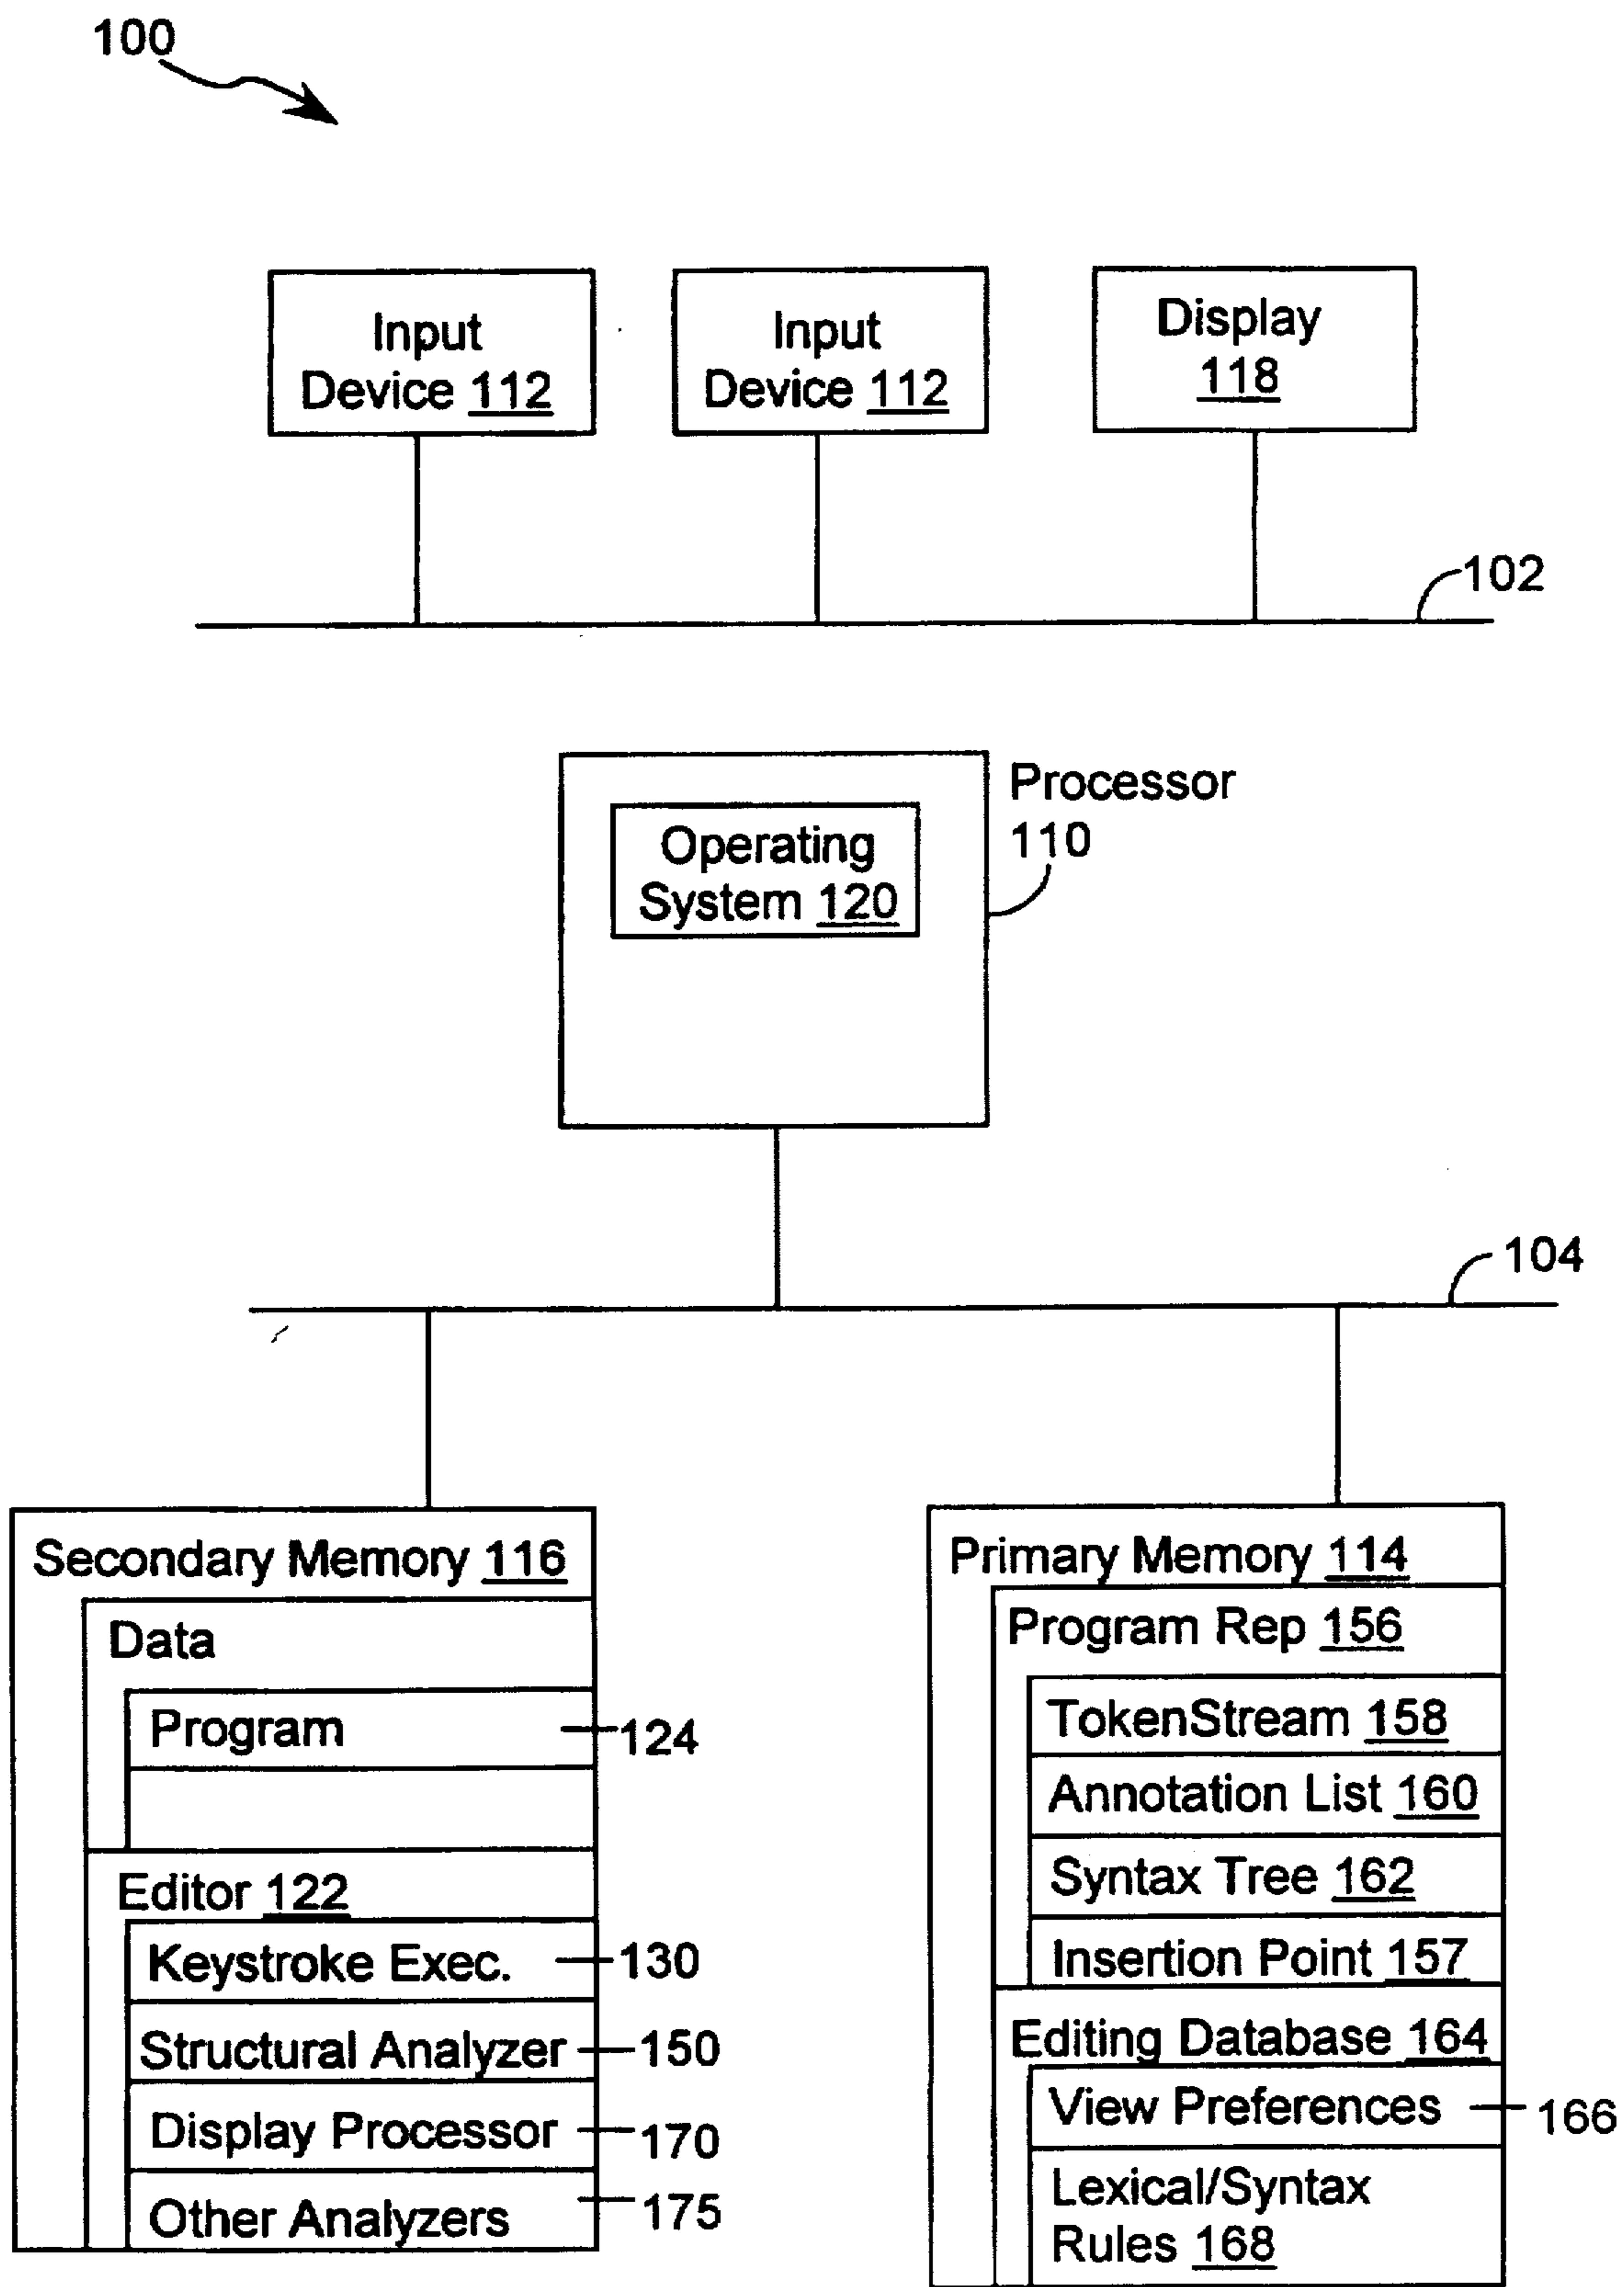 100
Input
Device 112
Input
Device 112
Display
118
102
Processor
110
Operating
System 120
104
Secondary Memory 116
Data
Program
124
Editor 122
Keystroke Exec.
130
Structural Analyzer
150
Display Processor
170
Other Analyzers
175
Primary Memory 114
Program Rep 156
TokenStream 158
Annotation List 160
Syntax Tree 162
Insertion Point 157
Editing Database 164
View Preferences
166
Lexical/Syntax
Rules 168